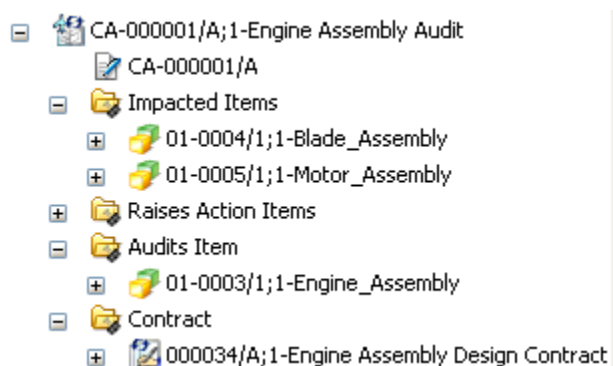 CA-000001/A;1-Engine Assembly Audit
CA-000001/A
Impacted Items
01-0004/1;1-Blade_Assembly
01-0005/1;1-Motor_Assembly
Raises Action Items
Audits Item
01-0003/1;1-Engine_Assembly
Contract
000034/A;1-Engine Assembly Design Contract